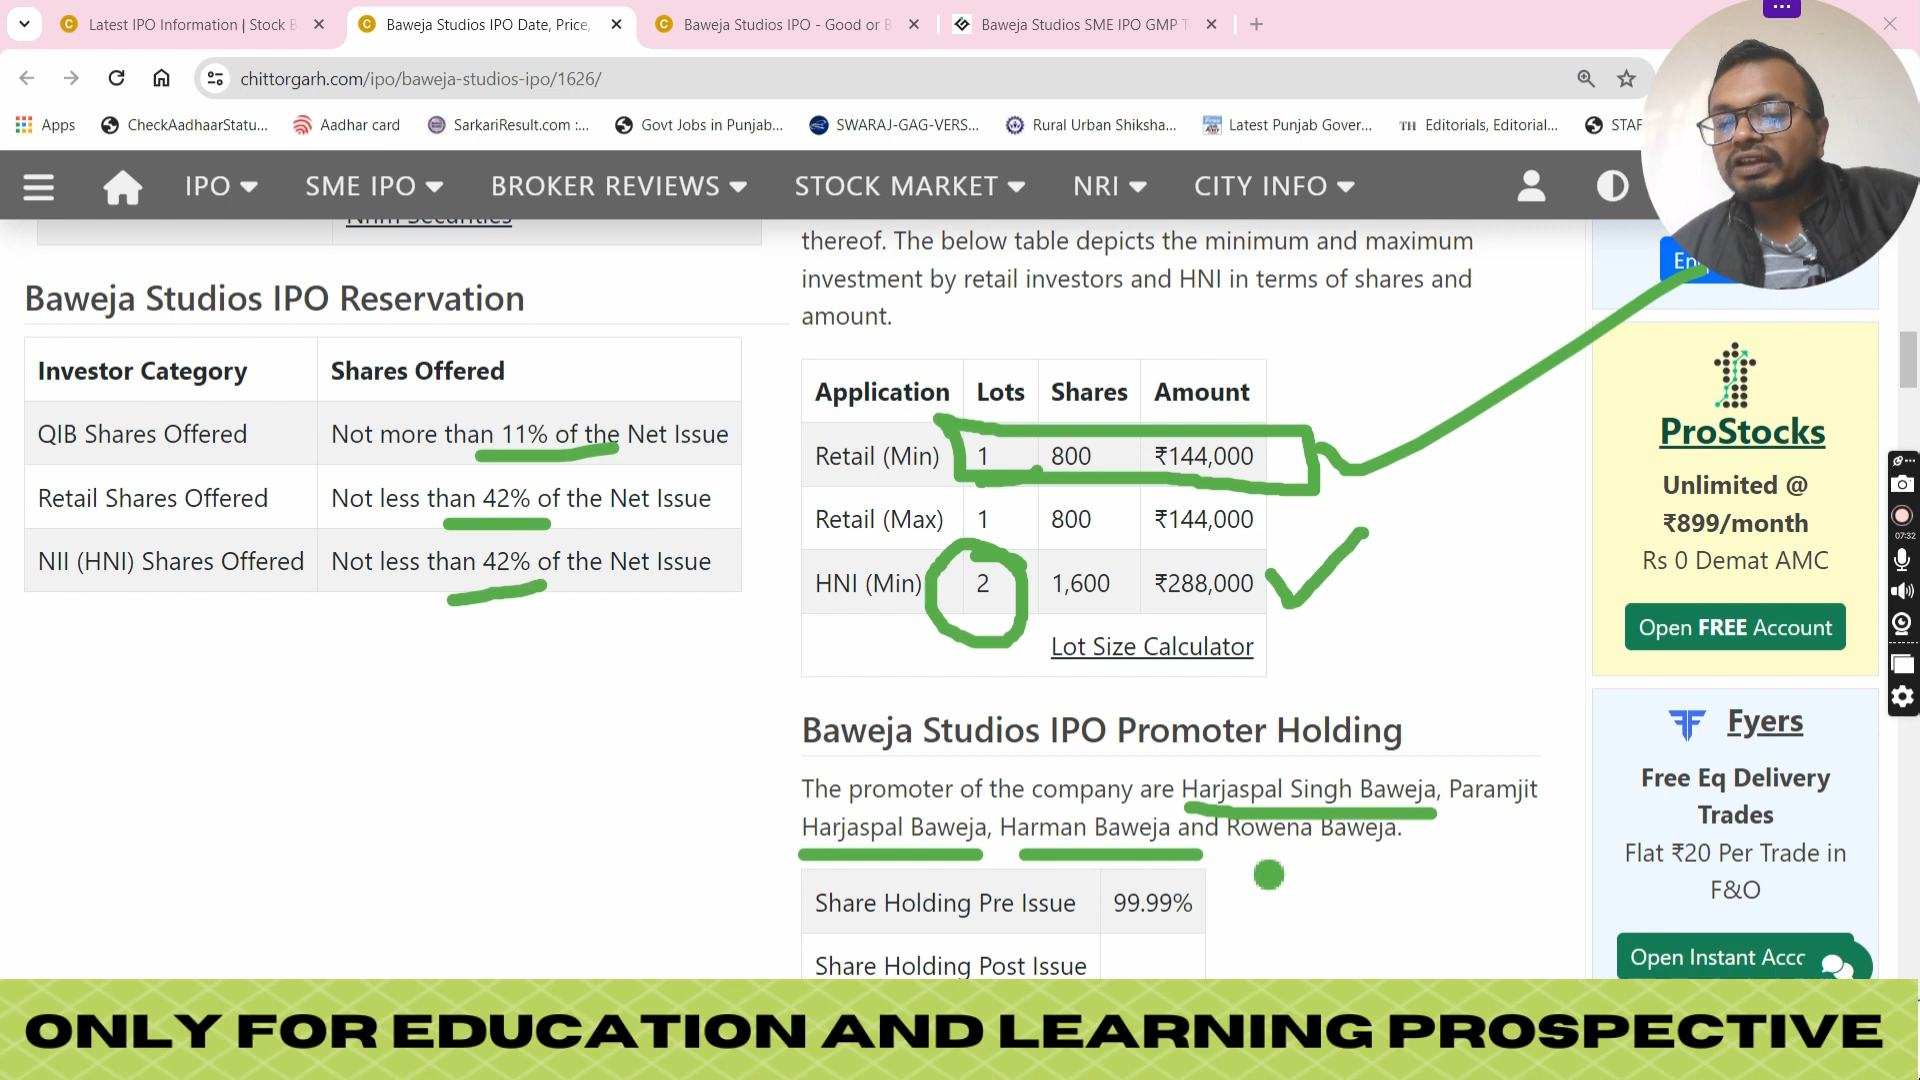 Latest IPO Information | Stock B
Baweja Studios IPO Date, Price,
Baweja Studios IPO - Good or B
Baweja Studios SME IPO GMP T
chittorgarh.com/ipo/baweja-studios-ipo/1626/
Apps
CheckAadhaarStatu...
Aadhar card
SarkariResult.com :...
Govt Jobs in Punjab...
SWARAJ-GAG-VERS...
Rural Urban Shiksha...
Latest Punjab Gover...
TH Editorials, Editorial...
STAF
IPO
SME IPO
BROKER REVIEWS
STOCK MARKET
NRI
CITY INFO
Nnm Securities
Baweja Studios IPO Reservation
Investor Category Shares Offered
QIB Shares Offered Not more than 11% of the Net Issue
Retail Shares Offered Not less than 42% of the Net Issue
NII (HNI) Shares Offered Not less than 42% of the Net Issue
thereof. The below table depicts the minimum and maximum
investment by retail investors and HNI in terms of shares and
amount.
Application Lots Shares Amount
Retail (Min) 1 800 ₹144,000
Retail (Max) 1 800 ₹144,000
HNI (Min) 2 1,600 ₹288,000
Lot Size Calculator
Baweja Studios IPO Promoter Holding
The promoter of the company are Harjaspal Singh Baweja, Paramjit
Harjaspal Baweja, Harman Baweja and Rowena Baweja.
Share Holding Pre Issue 99.99%
Share Holding Post Issue
ProStocks
Unlimited @
₹899/month
Rs 0 Demat AMC
Open FREE Account
Fyers
Free Eq Delivery
Trades
Flat ₹20 Per Trade in
F&O
Open Instant Acc
07:32
ONLY FOR EDUCATION AND LEARNING PROSPECTIVE